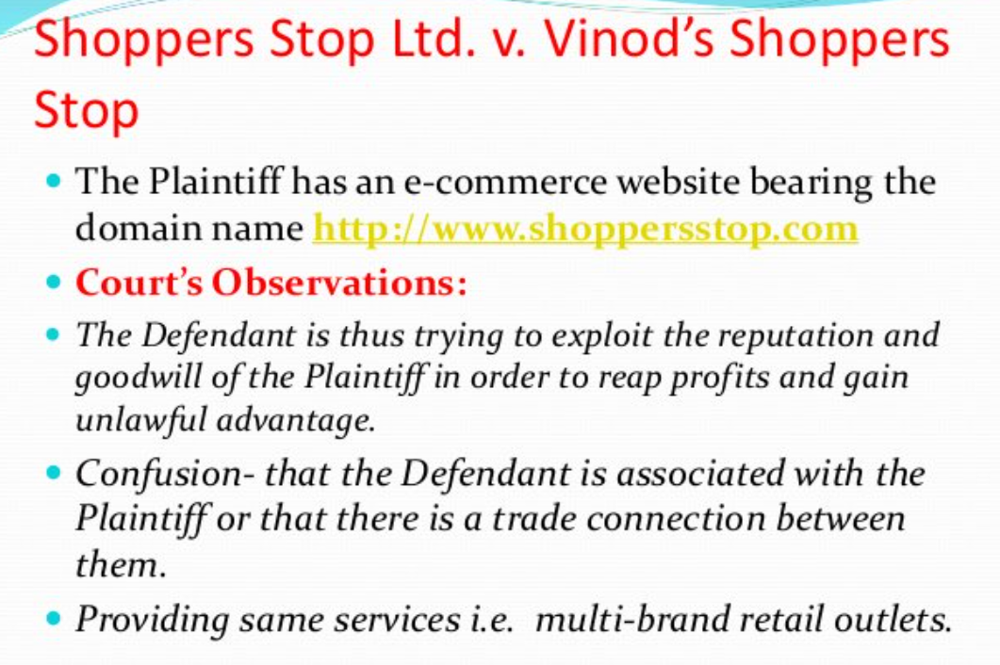 Shoppers Stop Ltd. v. Vinod’s Shoppers
Stop
• The Plaintiff has an e-commerce website bearing the
domain name http://www.shoppersstop.com
• Court’s Observations:
• The Defendant is thus trying to exploit the reputation and
goodwill of the Plaintiff in order to reap profits and gain
unlawful advantage.
• Confusion- that the Defendant is associated with the
Plaintiff or that there is a trade connection between
them.
• Providing same services i.e.  multi-brand retail outlets.